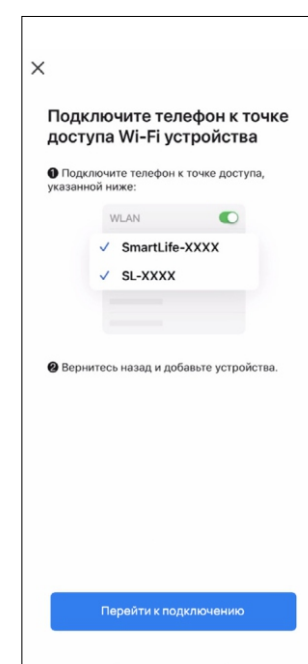 Подключите телефон к точке
доступа Wi-Fi устройства
❶ Подключите телефон к точке доступа,
указанной ниже:
WLAN
✓ SmartLife-XXXX
✓ SL-XXXX
❷ Вернитесь назад и добавьте устройства.
Перейти к подключению